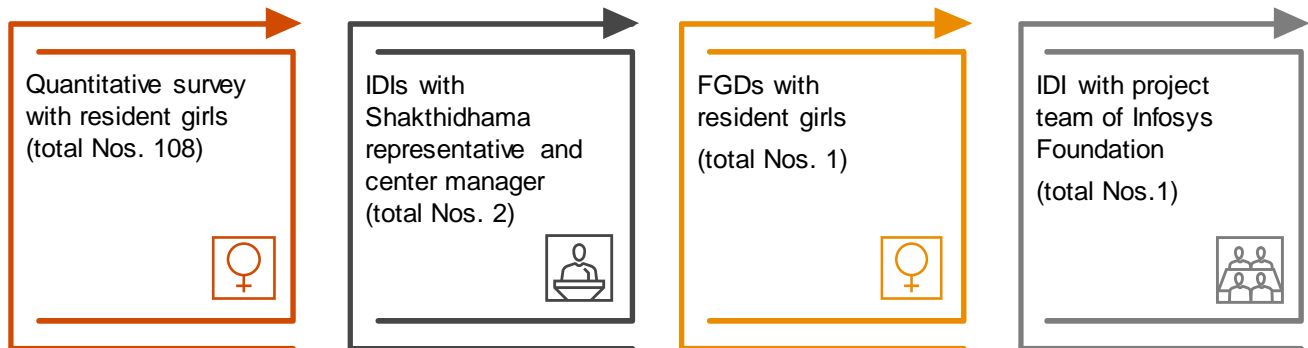 Quantitative survey
with resident girls
(total Nos. 108)
IDIs with
Shakthidhama
representative and
center manager
(total Nos. 2)
FGDs with
resident girls
(total Nos. 1)
IDI with project
team of Infosys
Foundation
(total Nos.1)